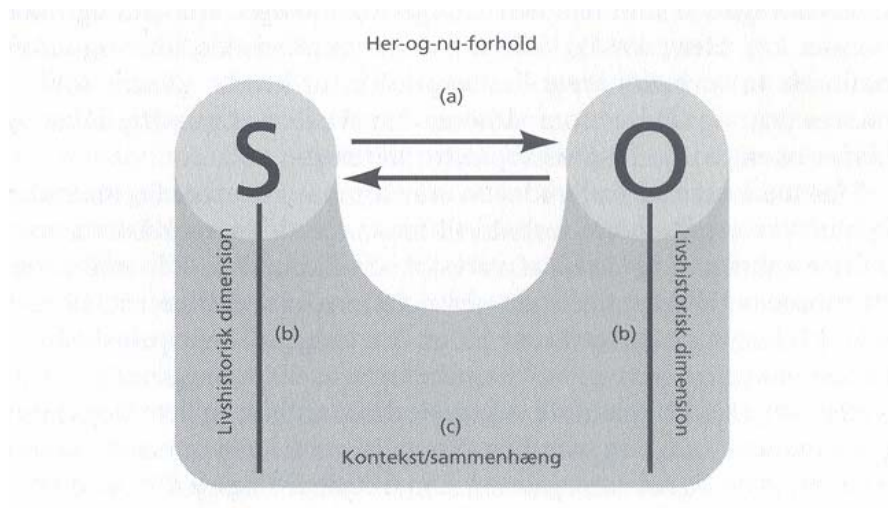 Her-og-nu-forhold
(a)
S
O
Livshistorisk dimension
(b)
(b)
Livshistorisk dimension
(c)
Kontekst/sammenhæng